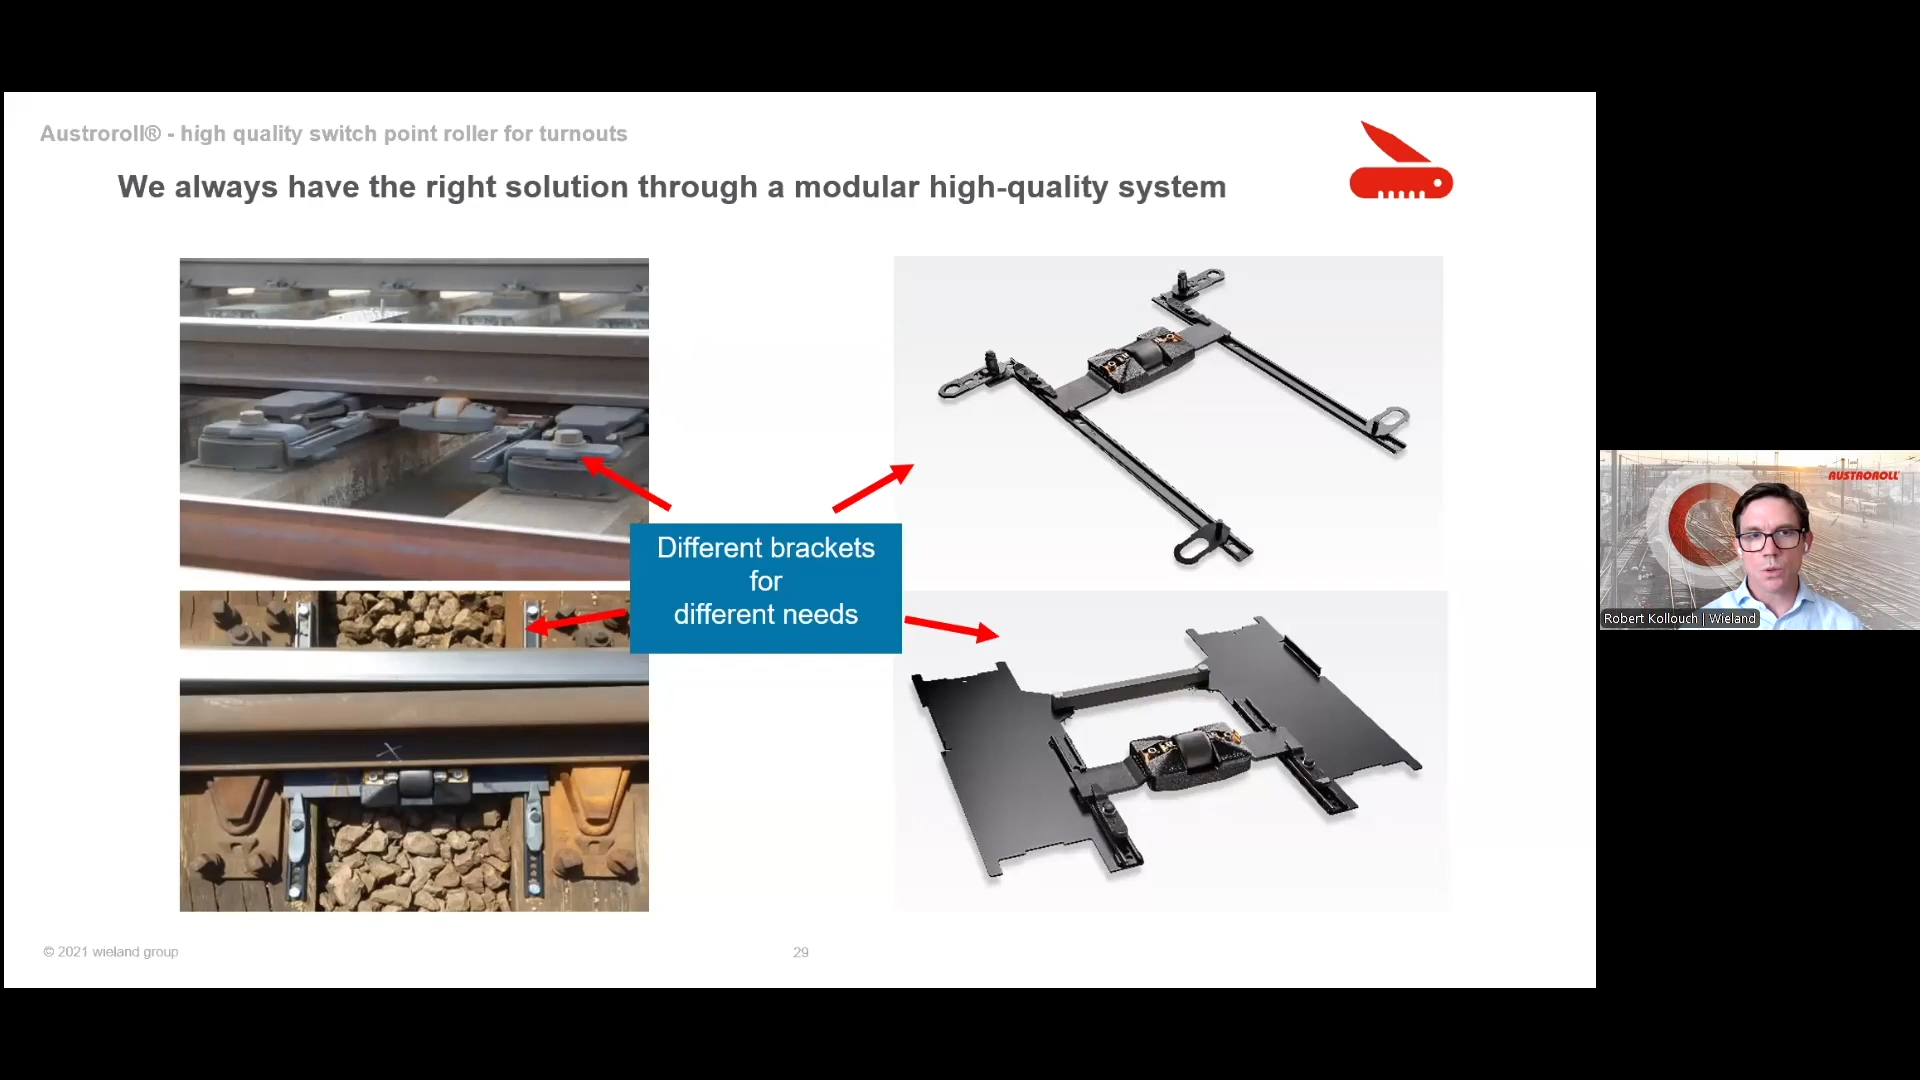 Austroroll® - high quality switch point roller for turnouts
We always have the right solution through a modular high-quality system
Different brackets
for
different needs
AUSTROROLL
Robert Kollouch | Wieland
© 2021 wieland group
29